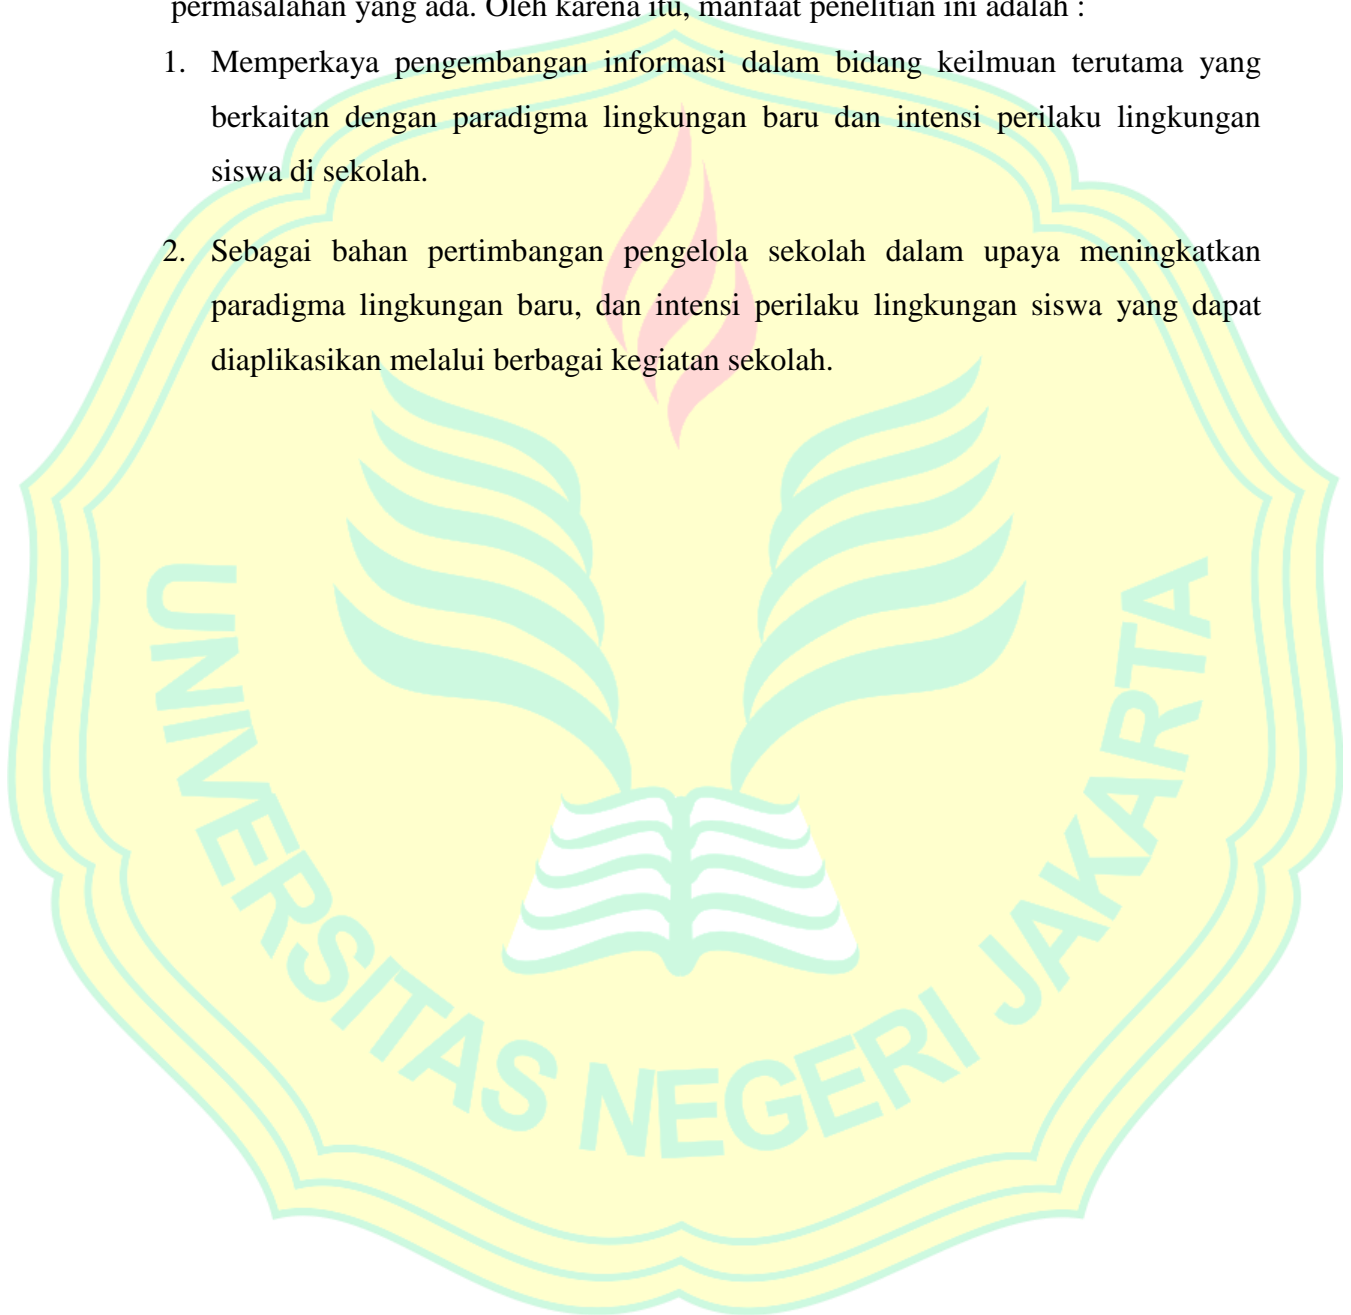 permasalahan yang ada. Oleh karena itu, manfaat penelitian ini adalah :
1. Memperkaya pengembangan informasi dalam bidang keilmuan terutama yang
berkaitan dengan paradigma lingkungan baru dan intensi perilaku lingkungan
siswa di sekolah.
2. Sebagai bahan pertimbangan pengelola sekolah dalam upaya meningkatkan
paradigma lingkungan baru, dan intensi perilaku lingkungan siswa yang dapat
diaplikasikan melalui berbagai kegiatan sekolah.
UNIVERSITAS NEGERI JAKARTA